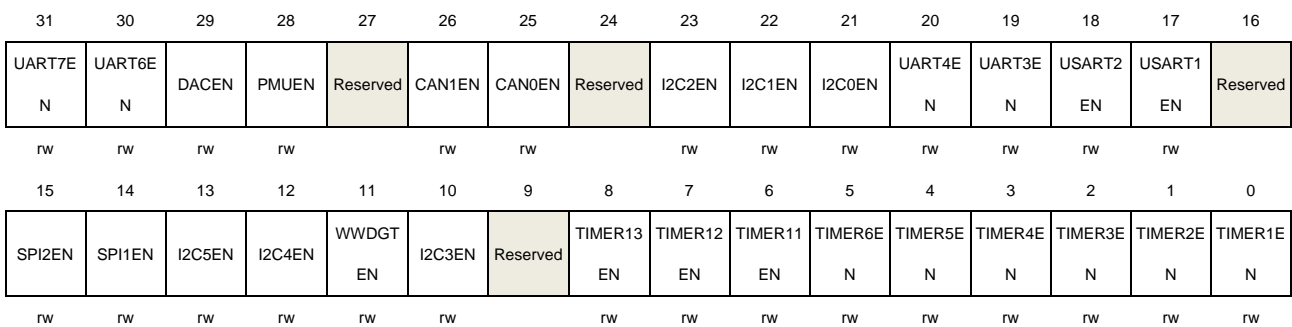 31 30 29 28 27 26 25 24 23 22 21 20 19 18 17 16
UART7E UART6E UART4E UART3E USART2 USART1
DACEN PMUEN Reserved CAN1EN CAN0EN Reserved I2C2EN I2C1EN I2C0EN Reserved
N N N N EN EN
rw rw rw rw rw rw rw rw rw rw rw rw rw
15 14 13 12 11 10 9 8 7 6 5 4 3 2 1 0
WWDGT TIMER13 TIMER12 TIMER11 TIMER6E TIMER5E TIMER4E TIMER3E TIMER2E TIMER1E
SPI2EN SPI1EN I2C5EN I2C4EN I2C3EN Reserved
EN EN EN EN N N N N N N
rw rw rw rw rw rw rw rw rw rw rw rw rw rw rw